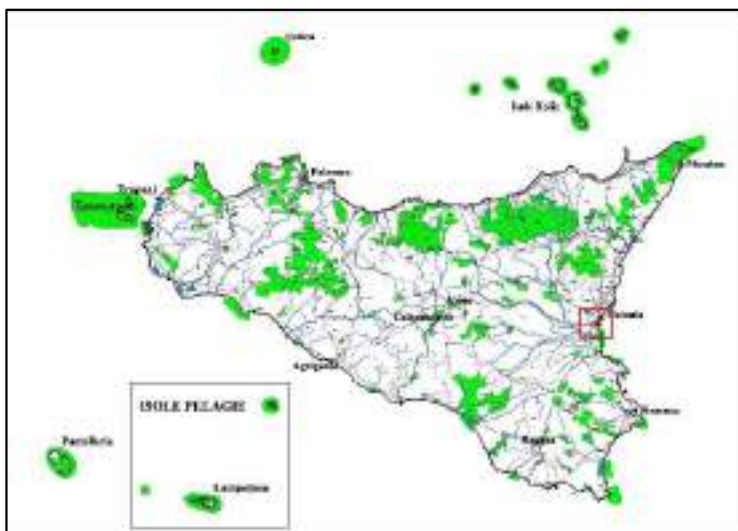 Ustica
Isole Eolie
Palermo
Messina
Trapani
Enna
Caltanissetta
Catania
Agrigento
ISOLE PELAGIE
Siracusa
Ragusa
Pantelleria
Lampedusa